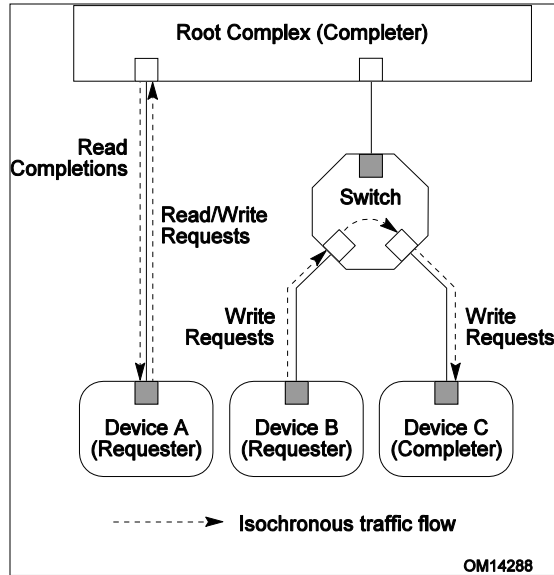 Root Complex (Completer)
Read
Completions
Read/Write
Requests
Switch
Write
Requests
Write
Requests
Device A
(Requester)
Device B
(Requester)
Device C
(Completer)
Isochronous traffic flow
OM14288